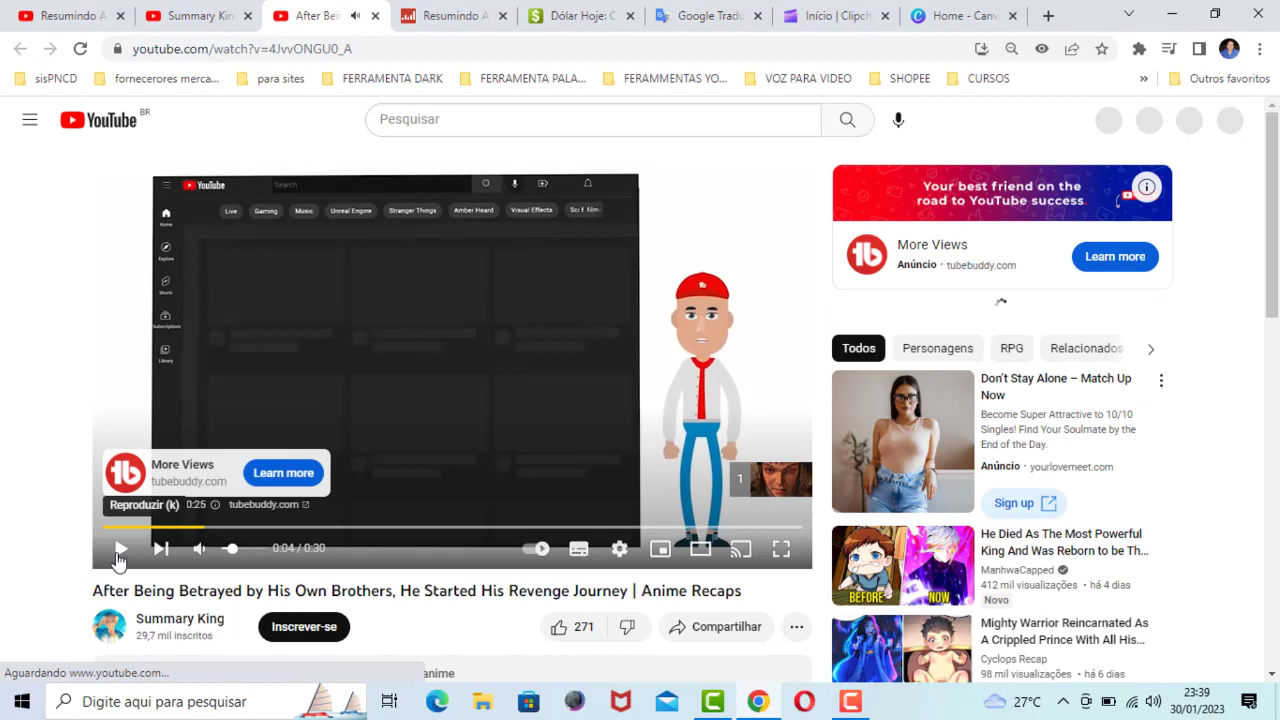 Resumindo A
Summary K
After Bei
Resumindo A
Dólar Hoje: C
Google Tradu
Início | Clipch
Home - Canv
youtube.com/watch?v=4JvvONGU0_A
sisPNCD
fornecerores merca...
para sites
FERRAMENTA DARK
FERRAMENTA PALA...
FERAMMENTAS YO...
VOZ PARA VIDEO
SHOPEE
CURSOS
»
Outros favoritos
YouTube BR
Pesquisar
YouTube
Search
Live
Gaming
Music
Unreal Engine
Stranger Things
Amber Heard
Visual Effects
Sci f film
Home
Explore
Shorts
Subscriptions
Library
More Views
tubebuddy.com
Learn more
1
Reproduzir (k)
0:25
tubebuddy.com
0:04 / 0:30
After Being Betrayed by His Own Brothers, He Started His Revenge Journey | Anime Recaps
Summary King
29,7 mil inscritos
Inscrever-se
271
Compartilhar
anime
Your best friend on the
road to YouTube success
More Views
Anúncio · tubebuddy.com
Learn more
Todos
Personagens
RPG
Relacionados
Don't Stay Alone – Match Up
Now
Become Super Attractive to 10/10
Singles! Find Your Soulmate by the
End of the Day.
Anúncio · yourlovemeet.com
Sign up
BEFORE
NOW
He Died As The Most Powerful
King And Was Reborn to be Th...
ManhwaCapped
412 mil visualizações · há 4 dias
Novo
Mighty Warrior Reincarnated As
A Crippled Prince With All His...
Cyclops Recap
98 mil visualizações · há 6 dias
Aguardando www.youtube.com...
Digite aqui para pesquisar
27°C
23:39
30/01/2023